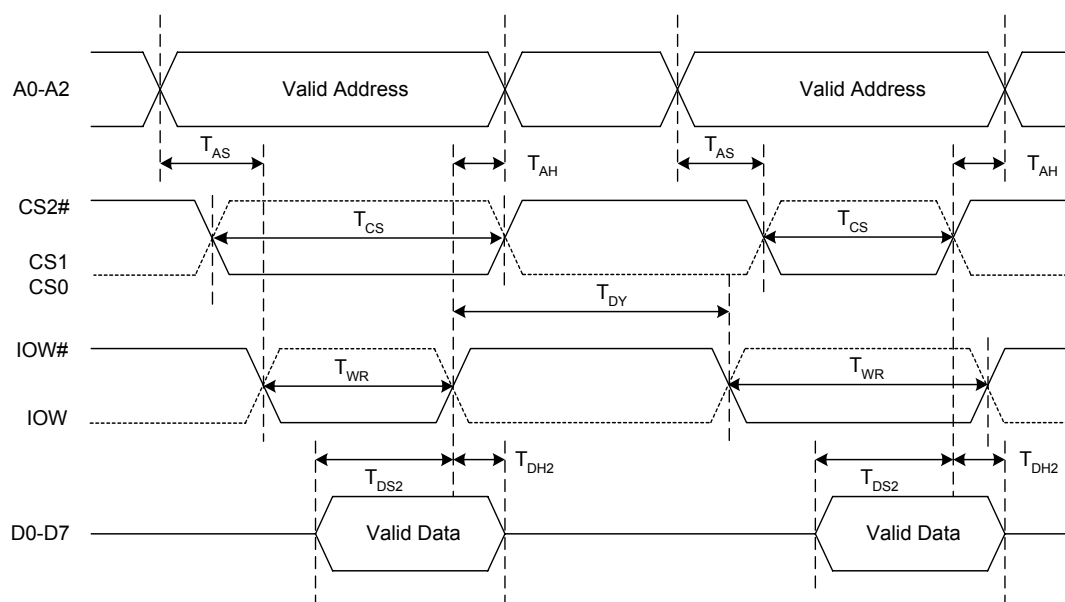 A0-A2
Valid Address
Valid Address
TAS
TAH
TAS
TAH
CS2#
TCS
TCS
CS1
CS0
TDY
IOW#
TWR
TWR
IOW
TDS2
TDH2
TDS2
TDH2
D0-D7
Valid Data
Valid Data